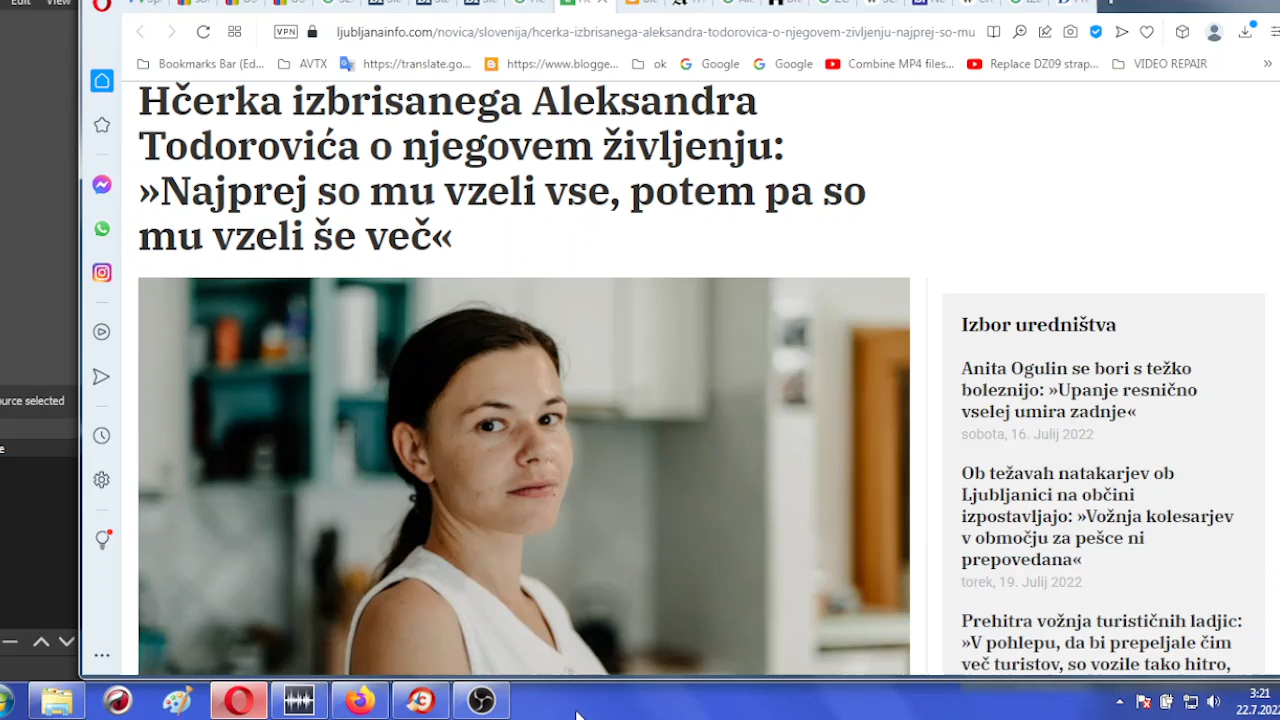 Edit View
VPN
ljubljanainfo.com/novica/slovenija/hcerka-izbrisanega-aleksandra-todorovica-o-njegovem-zivljenju-najprej-so-mu
Bookmarks Bar (Ed... AVTX https://translate.go... https://www.blogge... ok Google Google Combine MP4 files... Replace DZ09 strap... VIDEO REPAIR »
Hčerka izbrisanega Aleksandra
Todorovića o njegovem življenju:
»Najprej so mu vzeli vse, potem pa so
mu vzeli še več«
Izbor uredništva
Anita Ogulin se bori s težko
boleznijo: »Upanje resnično
vselej umira zadnje«
sobota, 16. Julij 2022
Ob težavah natakarjev ob
Ljubljanici na občini
izpostavljajo: »Vožnja kolesarjev
v območju za pešce ni
prepovedana«
torek, 19. Julij 2022
Prehitra vožnja turističnih ladjic:
»V pohlepu, da bi prepeljale čim
več turistov, so vozile tako hitro,
ource selected
3:21
22.7.2022